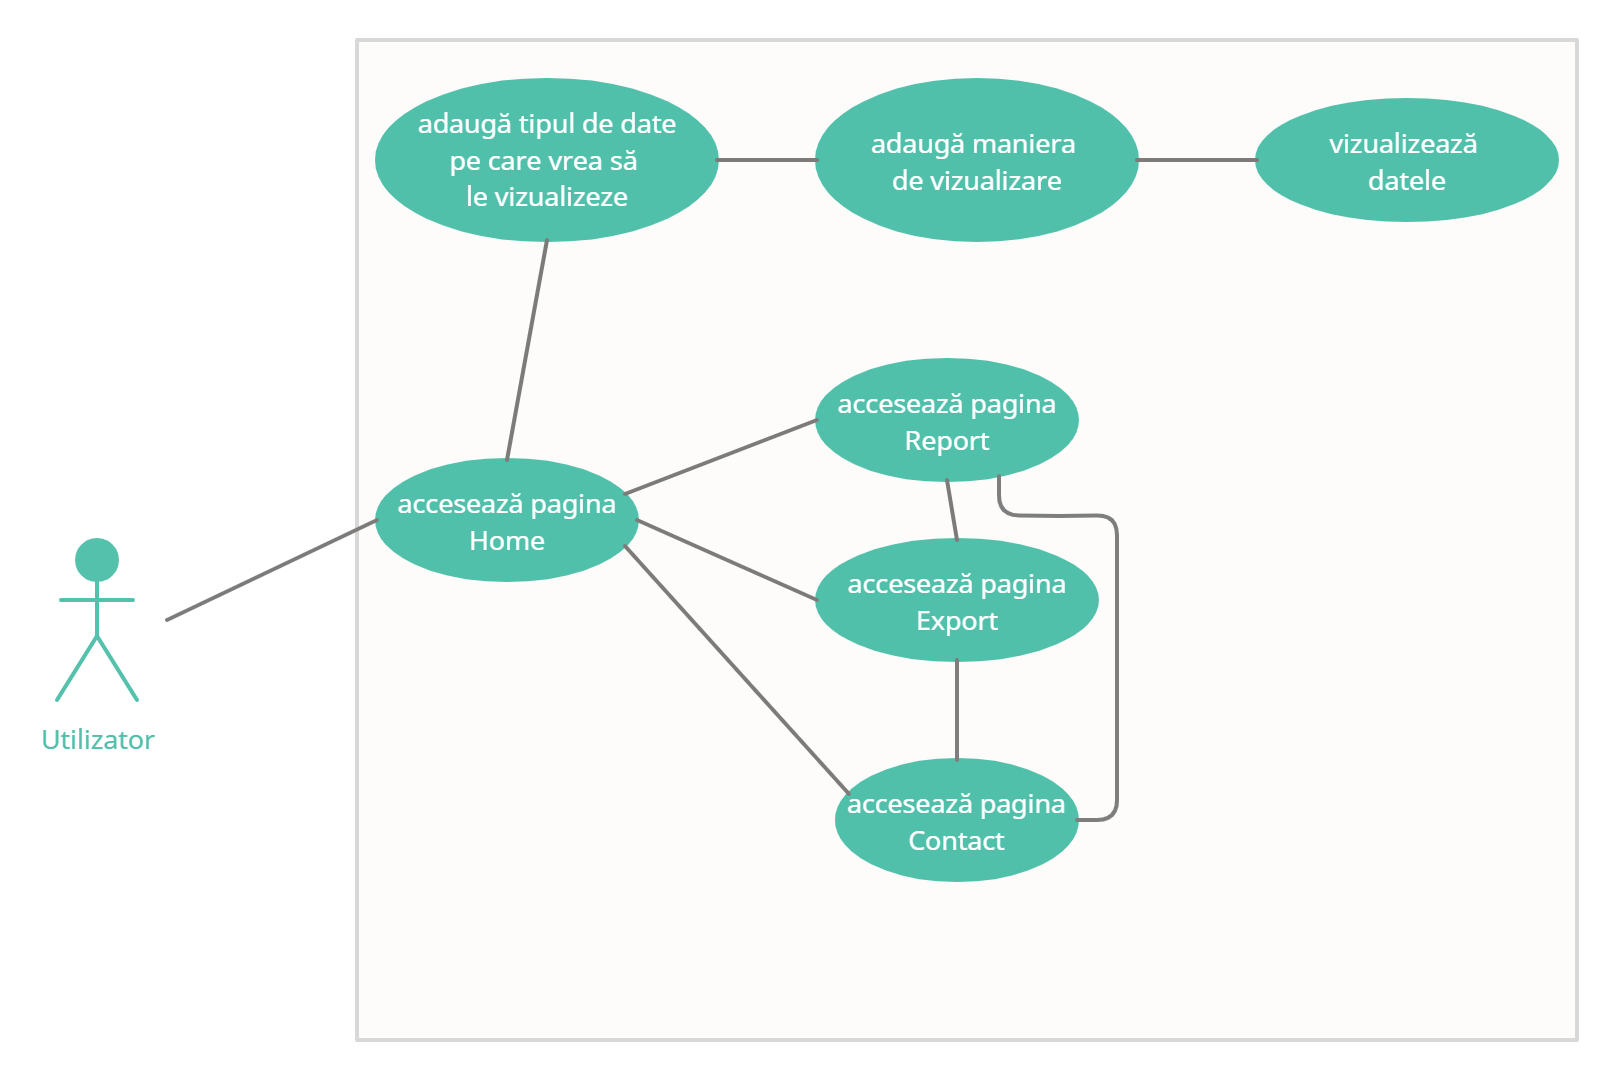 adaugă tipul de date
pe care vrea să
le vizualizeze
adaugă maniera
de vizualizare
vizualizează
datele
accesează pagina
Report
accesează pagina
Home
accesează pagina
Export
Utilizator
accesează pagina
Contact